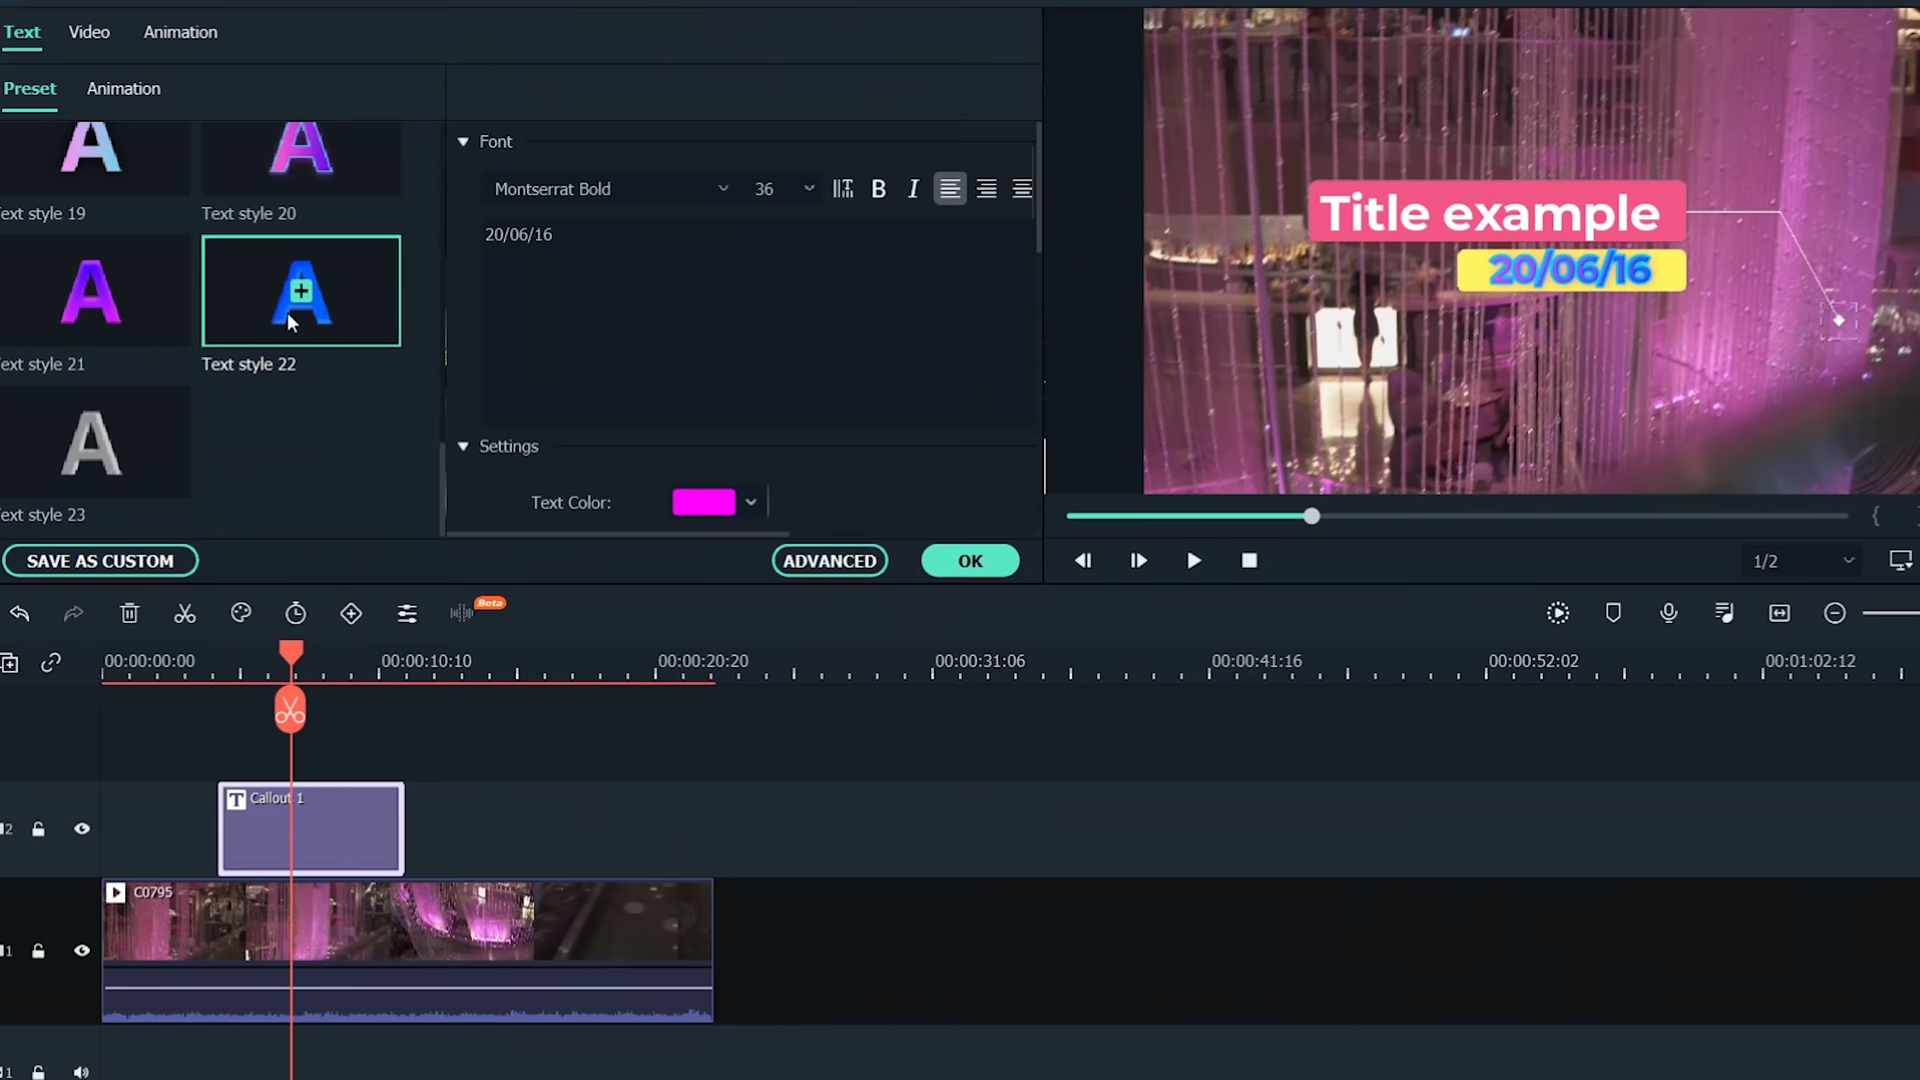 Text Video Animation
Preset Animation
Font
Montserrat Bold 36 B I
20/06/16
ext style 19 Text style 20
ext style 21 Text style 22
ext style 23
Settings
Text Color:
SAVE AS CUSTOM ADVANCED OK
Title example
20/06/16
1/2
Beta
00:00:00:00 00:00:10:10 00:00:20:20 00:00:31:06 00:00:41:16 00:00:52:02 00:01:02:12
2
T Callout 1
C0795
1
1